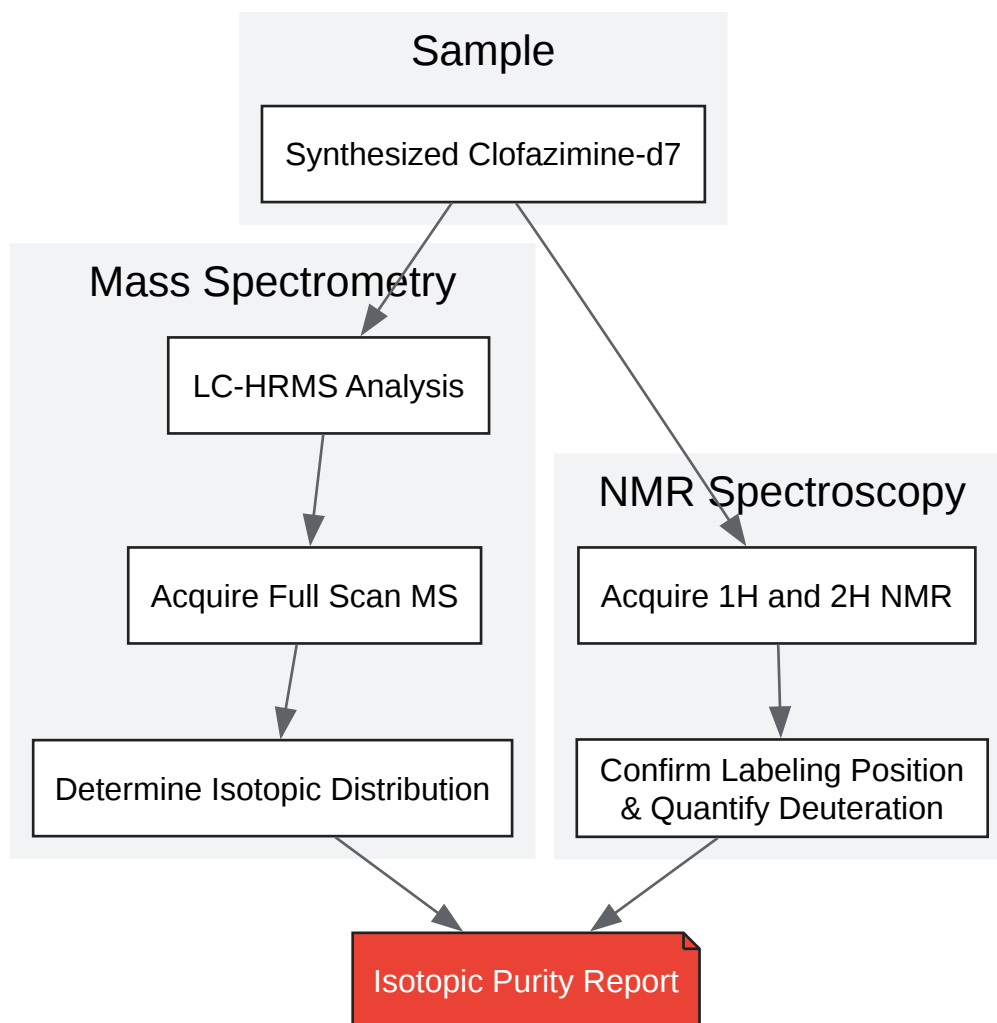 Sample
Synthesized Clofazimine-d7
Mass Spectrometry
LC-HRMS Analysis
Acquire Full Scan MS
Determine Isotopic Distribution
NMR Spectroscopy
Acquire 1H and 2H NMR
Confirm Labeling Position
& Quantify Deuteration
Isotopic Purity Report